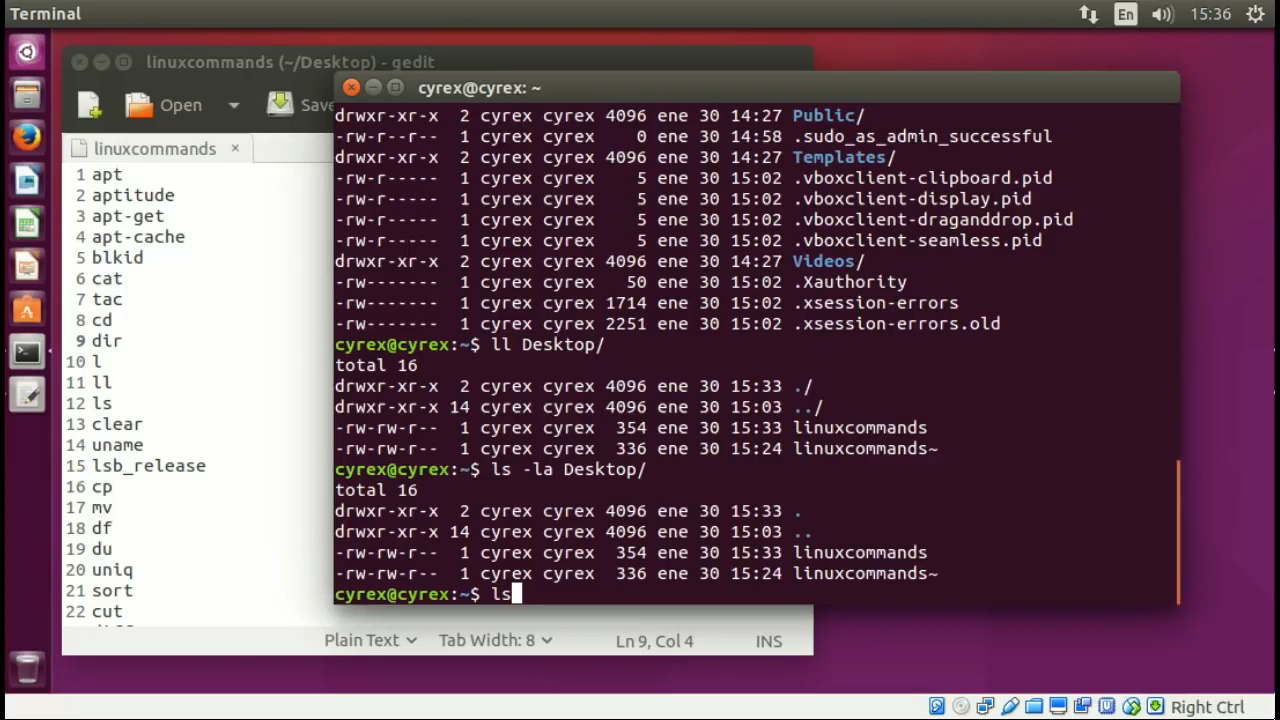 Terminal
En
15:36
linuxcommands (~/Desktop) - gedit
Open
Save
linuxcommands ×
1 apt
2 aptitude
3 apt-get
4 apt-cache
5 blkid
6 cat
7 tac
8 cd
9 dir
10 l
11 ll
12 ls
13 clear
14 uname
15 lsb_release
16 cp
17 mv
18 df
19 du
20 uniq
21 sort
22 cut
Plain Text Tab Width: 8 Ln 9, Col 4 INS
cyrex@cyrex: ~
drwxr-xr-x 2 cyrex cyrex 4096 ene 30 14:27 Public/
-rw-r--r-- 1 cyrex cyrex 0 ene 30 14:58 .sudo_as_admin_successful
drwxr-xr-x 2 cyrex cyrex 4096 ene 30 14:27 Templates/
-rw-r----- 1 cyrex cyrex 5 ene 30 15:02 .vboxclient-clipboard.pid
-rw-r----- 1 cyrex cyrex 5 ene 30 15:02 .vboxclient-display.pid
-rw-r----- 1 cyrex cyrex 5 ene 30 15:02 .vboxclient-draganddrop.pid
-rw-r----- 1 cyrex cyrex 5 ene 30 15:02 .vboxclient-seamless.pid
drwxr-xr-x 2 cyrex cyrex 4096 ene 30 14:27 Videos/
-rw------- 1 cyrex cyrex 50 ene 30 15:02 .Xauthority
-rw------- 1 cyrex cyrex 1714 ene 30 15:02 .xsession-errors
-rw------- 1 cyrex cyrex 2251 ene 30 15:02 .xsession-errors.old
cyrex@cyrex:~$ ll Desktop/
total 16
drwxr-xr-x 2 cyrex cyrex 4096 ene 30 15:33 ./
drwxr-xr-x 14 cyrex cyrex 4096 ene 30 15:03 ../
-rw-rw-r-- 1 cyrex cyrex 354 ene 30 15:33 linuxcommands
-rw-rw-r-- 1 cyrex cyrex 336 ene 30 15:24 linuxcommands~
cyrex@cyrex:~$ ls -la Desktop/
total 16
drwxr-xr-x 2 cyrex cyrex 4096 ene 30 15:33 .
drwxr-xr-x 14 cyrex cyrex 4096 ene 30 15:03 ..
-rw-rw-r-- 1 cyrex cyrex 354 ene 30 15:33 linuxcommands
-rw-rw-r-- 1 cyrex cyrex 336 ene 30 15:24 linuxcommands~
cyrex@cyrex:~$ ls
Right Ctrl